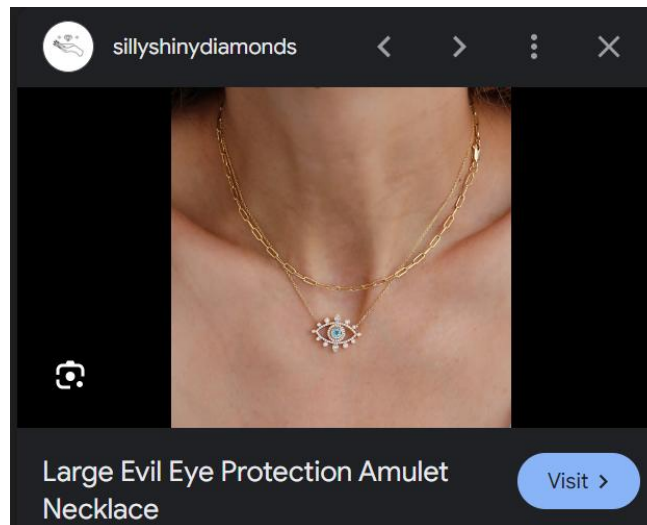 sillyshinydiamonds
Large Evil Eye Protection Amulet
Necklace
Visit >